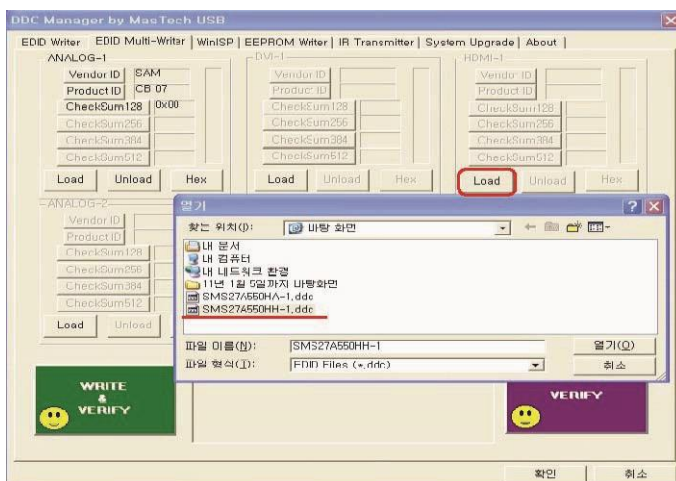 DDC Manager by MasTech USB
EDID Writer EDID Multi-Writer WinISP EEPROM Writer IR Transmitter System Upgrade About
ANALOG-1
Vendor ID SAM
Product ID CB 07
CheckSum128 0x00
CheckSum256
CheckSum384
CheckSum512
Load Unload Hex
DVI-1
Vendor ID
Product ID
CheckSum128
CheckSum256
CheckSum384
CheckSum512
Load Unload Hex
HDMI-1
Vendor ID
Product ID
CheckSum128
CheckSum256
CheckSum384
CheckSum512
Load Unload Hex
ANALOG-2
Vendor ID
Product ID
CheckSum128
CheckSum256
CheckSum384
CheckSum512
Load Unload
열기
찾는 위치(I): 바탕 화면
내 문서
내 컴퓨터
내 네트워크 환경
11년 1월 5일까지 바탕화면
SMS27A550HA-1.ddc
SMS27A550HH-1.ddc
파일 이름(N): SMS27A550HH-1 열기(O)
파일 형식(T): EDID Files (*.ddc) 취소
WRITE
&
VERIFY
VERIFY
확인 취소